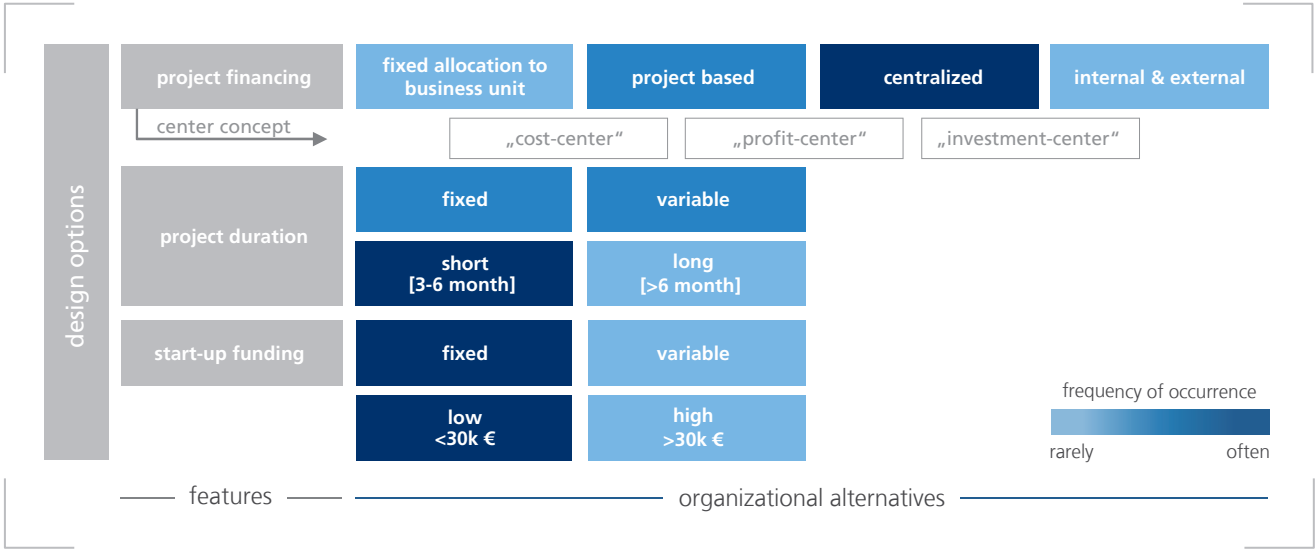 design options
project financing
fixed allocation to
business unit
project based
centralized
internal & external
center concept
„cost-center“
„profit-center“
„investment-center“
project duration
fixed
variable
short
[3-6 month]
long
[>6 month]
start-up funding
fixed
variable
low
<30k €
high
>30k €
frequency of occurrence
rarely
often
features
organizational alternatives